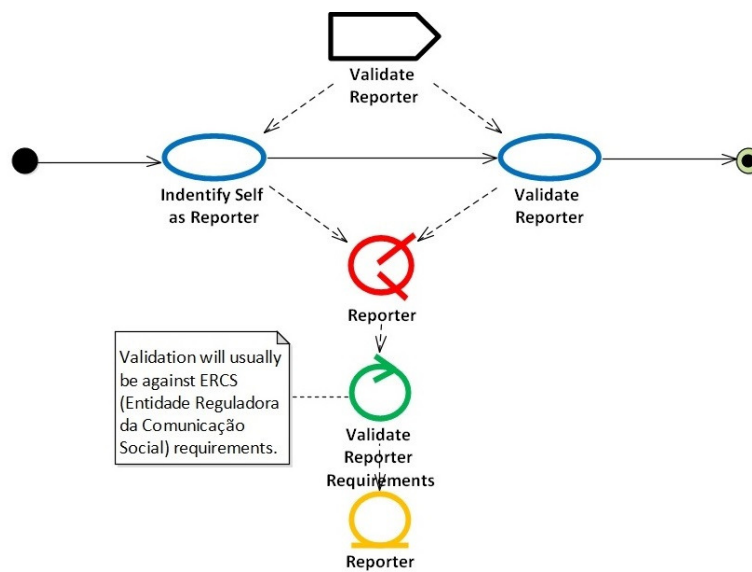 Validate
Reporter
Indentify Self
as Reporter
Validate
Reporter
Reporter
Validation will usually
be against ERCS
(Entidade Reguladora
da Comunicação
Social) requirements.
Validate
Reporter
Requirements
Reporter